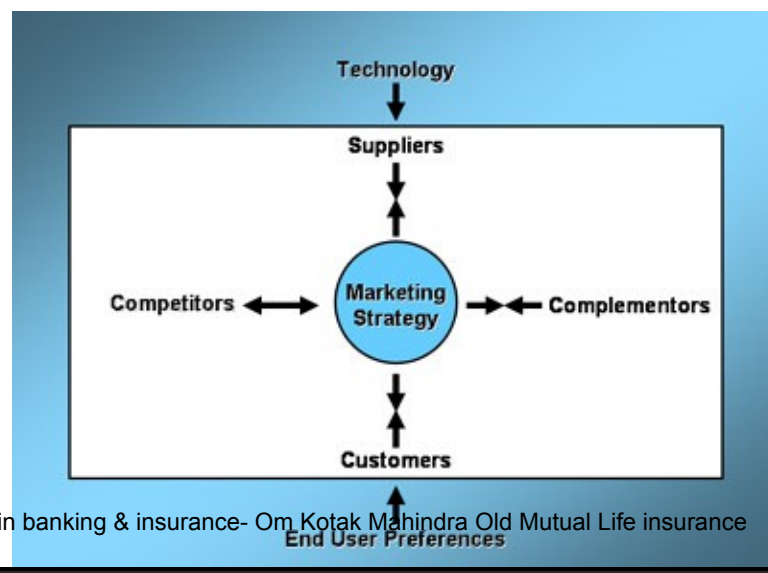 Technology
Suppliers
Competitors
Marketing
Strategy
Complementors
Customers
in banking & insurance- Om Kotak Mahindra Old Mutual Life insurance
End User Preferences